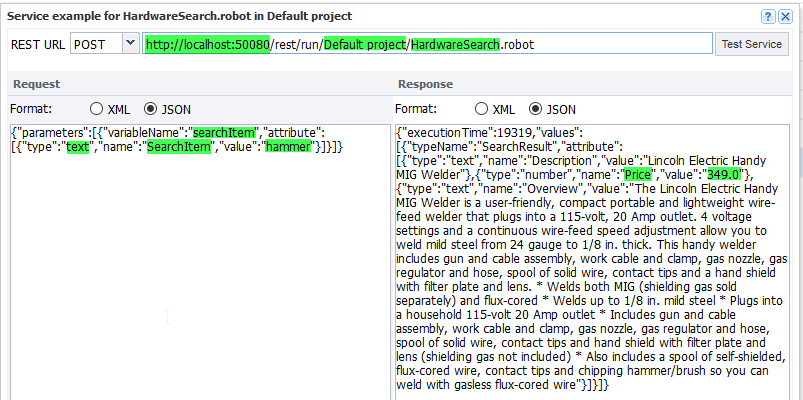 Service example for HardwareSearch.robot in Default project
REST URL POST http://localhost:50080/rest/run/Default project/HardwareSearch.robot Test Service
Request Response
Format: XML JSON Format: XML JSON
{"parameters":[{"variableName":"searchItem","attribute":
[{"type":"text","name":"SearchItem","value":"hammer"}]}]}
{"executionTime":19319,"values":
[{"typeName":"SearchResult","attribute":
[{"type":"text","name":"Description","value":"Lincoln Electric Handy
MIG Welder"},{"type":"number","name":"Price","value":"349.0"},
{"type":"text","name":"Overview","value":"The Lincoln Electric Handy
MIG Welder is a user-friendly, compact portable and lightweight wire-
feed welder that plugs into a 115-volt, 20 Amp outlet. 4 voltage
settings and a continuous wire-feed speed adjustment allow you to
weld mild steel from 24 gauge to 1/8 in. thick. This handy welder
includes gun and cable assembly, work cable and clamp, gas nozzle, gas
regulator and hose, spool of solid wire, contact tips and a hand shield
with filter plate and lens. * Welds both MIG (shielding gas sold
separately) and flux-cored * Welds up to 1/8 in. mild steel * Plugs into
a household 115-volt 20 Amp outlet * Includes gun and cable
assembly, work cable and clamp, gas nozzle, gas regulator and hose,
spool of solid wire, contact tips and hand shield with filter plate and
lens (shielding gas not included) * Also includes a spool of self-shielded,
flux-cored wire, contact tips and chipping hammer/brush so you can
weld with gasless flux-cored wire"}]}]}